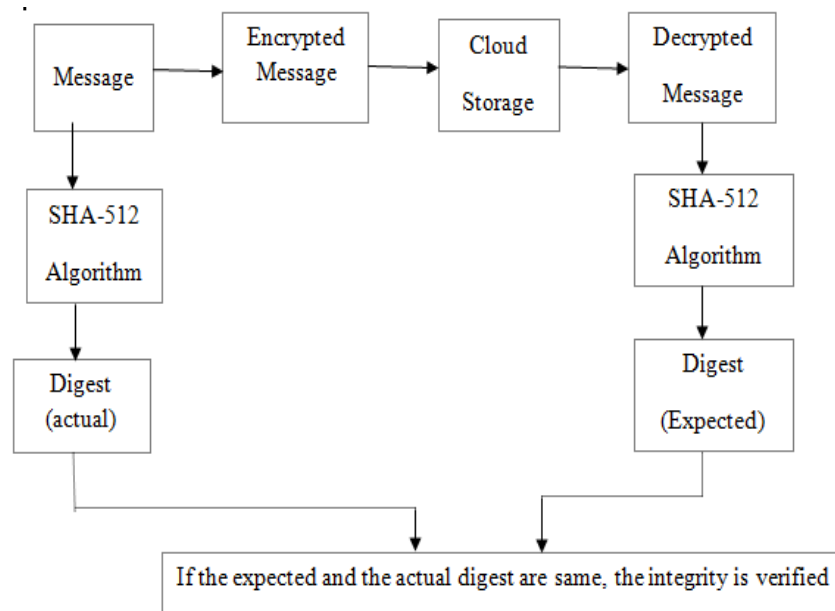 Message
Encrypted
Message
Cloud
Storage
Decrypted
Message
SHA-512
Algorithm
SHA-512
Algorithm
Digest
(actual)
Digest
(Expected)
If the expected and the actual digest are same, the integrity is verified